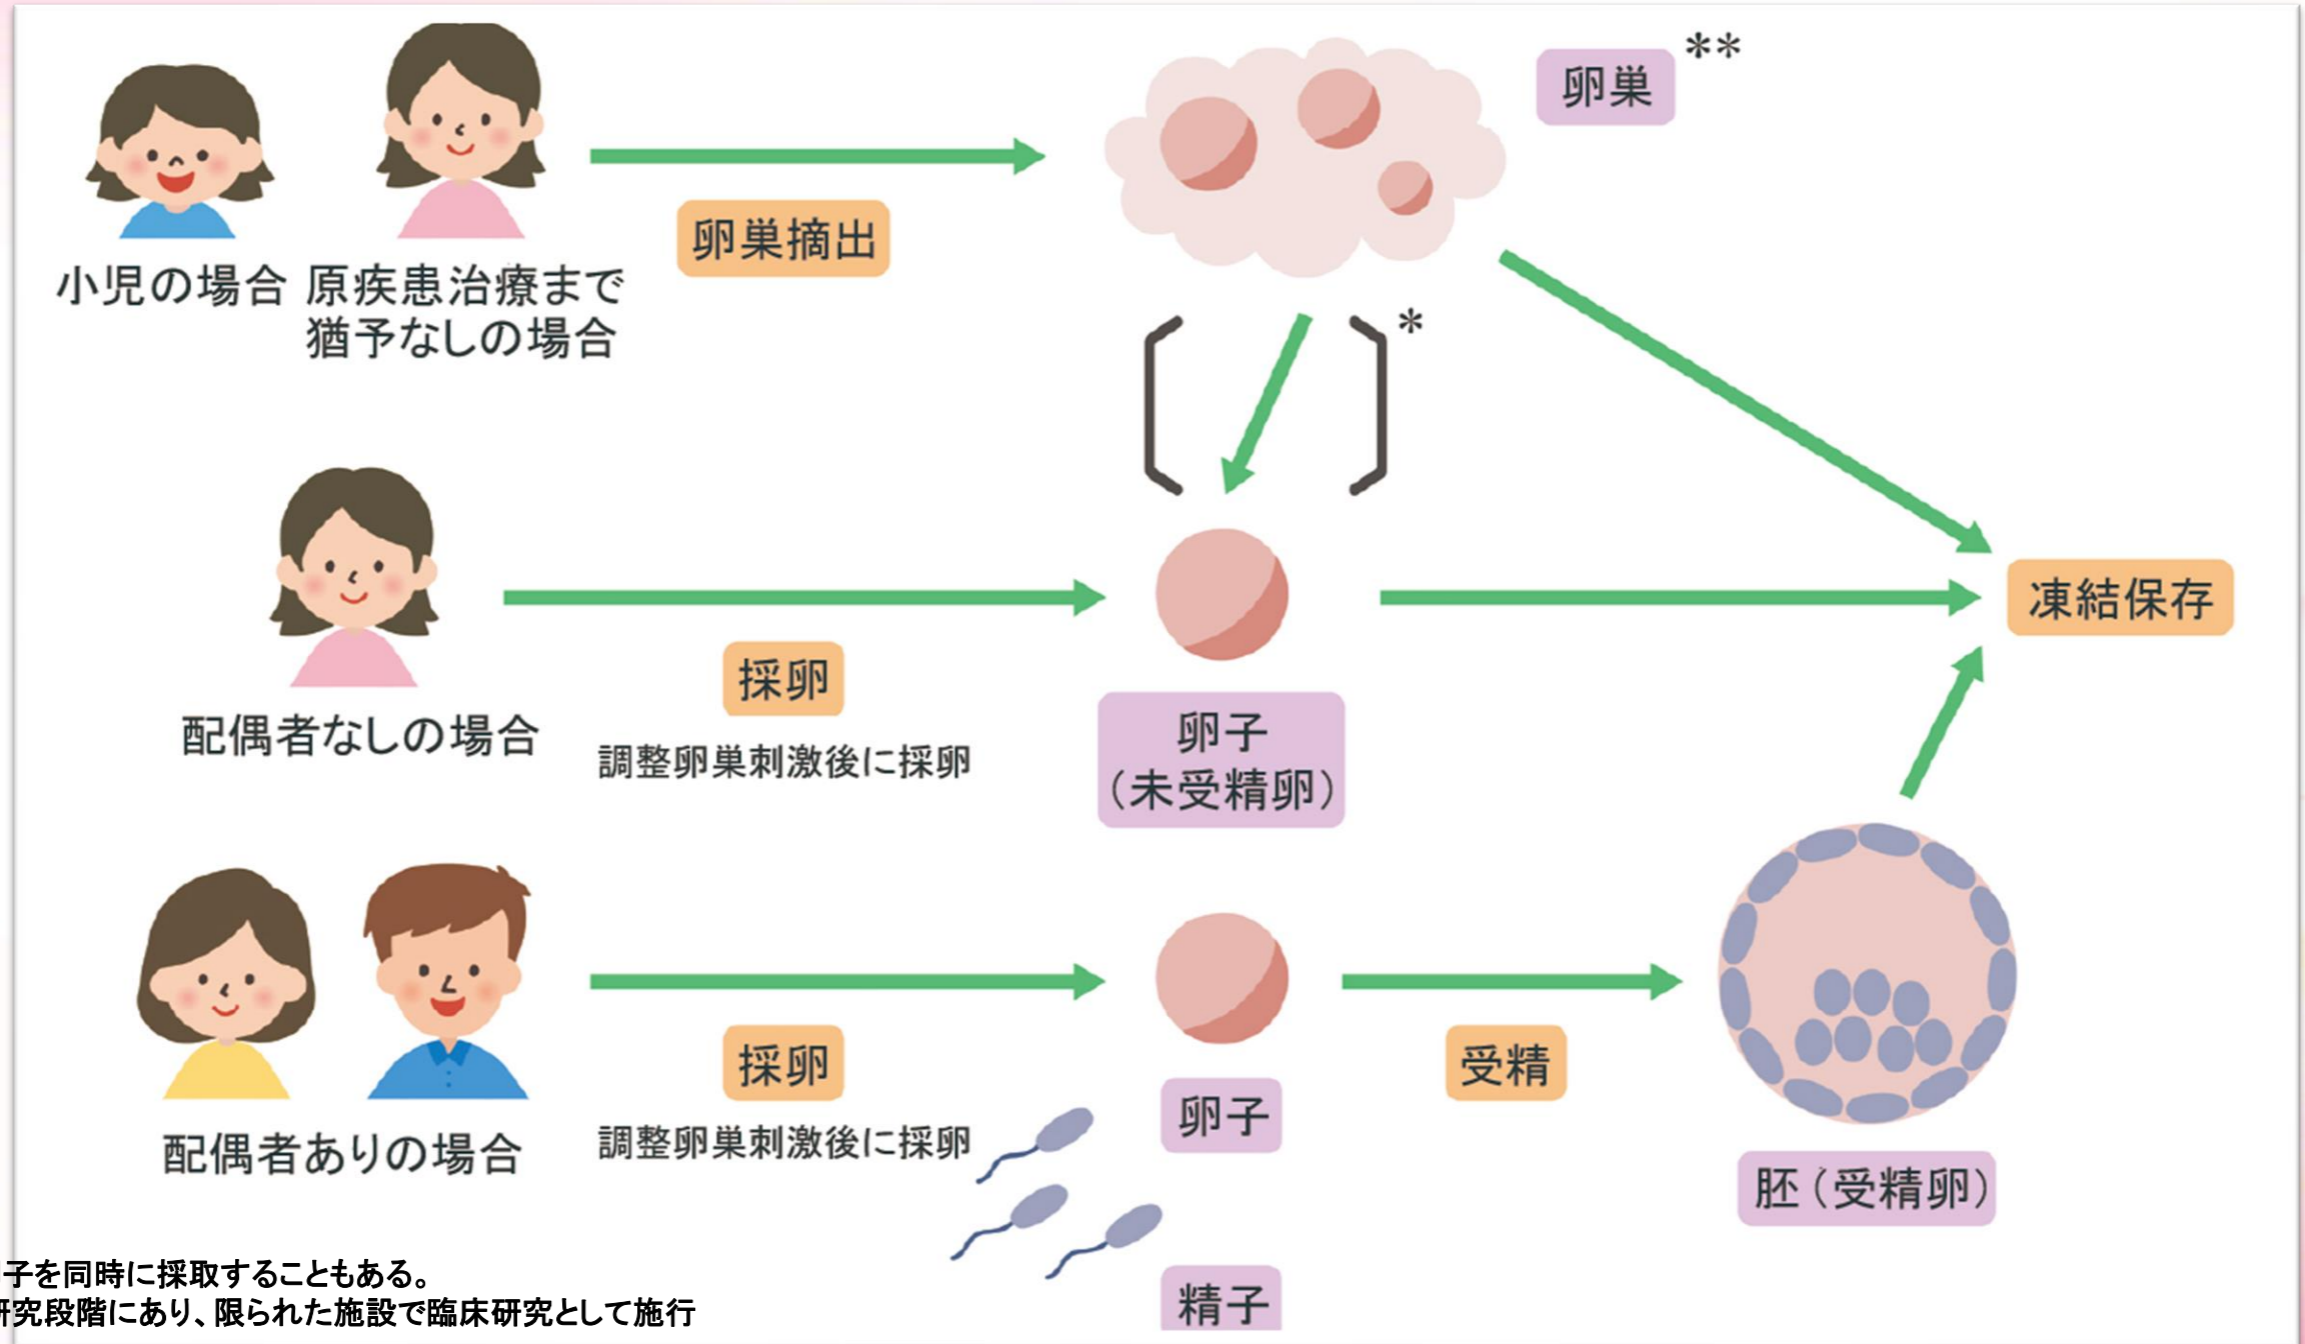 卵巣
**
卵巣摘出
小児の場合
原疾患治療まで
猶予なしの場合
*
凍結保存
配偶者なしの場合
採卵
調整卵巣刺激後に採卵
卵子
(未受精卵)
配偶者ありの場合
採卵
調整卵巣刺激後に採卵
卵子
受精
胚(受精卵)
精子
子を同時に採取することもある。
究段階にあり、限られた施設で臨床研究として施行